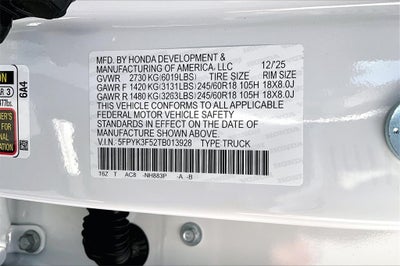 MFD. BY HONDA DEVELOPMENT &
MANUFACTURING OF AMERICA, LLC 12/'25
GVWR 2730 KG(6019LBS) TIRE SIZE RIM SIZE
GAWR F 1420 KG(3131LBS) 245/60R18 105H 18X8.0J
GAWR R 1480 KG(3263LBS) 245/60R18 105H 18X8.0J
THIS VEHICLE CONFORMS TO ALL APPLICABLE
FEDERAL MOTOR VEHICLE SAFETY
STANDARDS IN EFFECT ON THE DATE OF
MANUFACTURE SHOWN ABOVE.
V.I.N. 5FPYK3F52TB013928 TYPE TRUCK
16Z T AC8 -NH883P -A -B
6A4